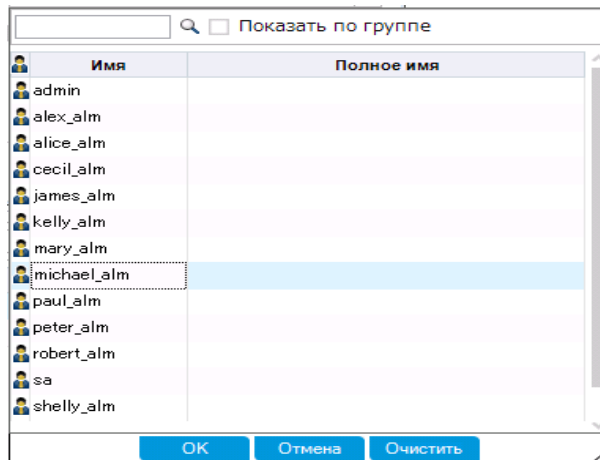 Показать по группе
Имя Полное имя
admin
alex_alm
alice_alm
cecil_alm
james_alm
kelly_alm
mary_alm
michael_alm
paul_alm
peter_alm
robert_alm
sa
shelly_alm
OK Отмена Очистить